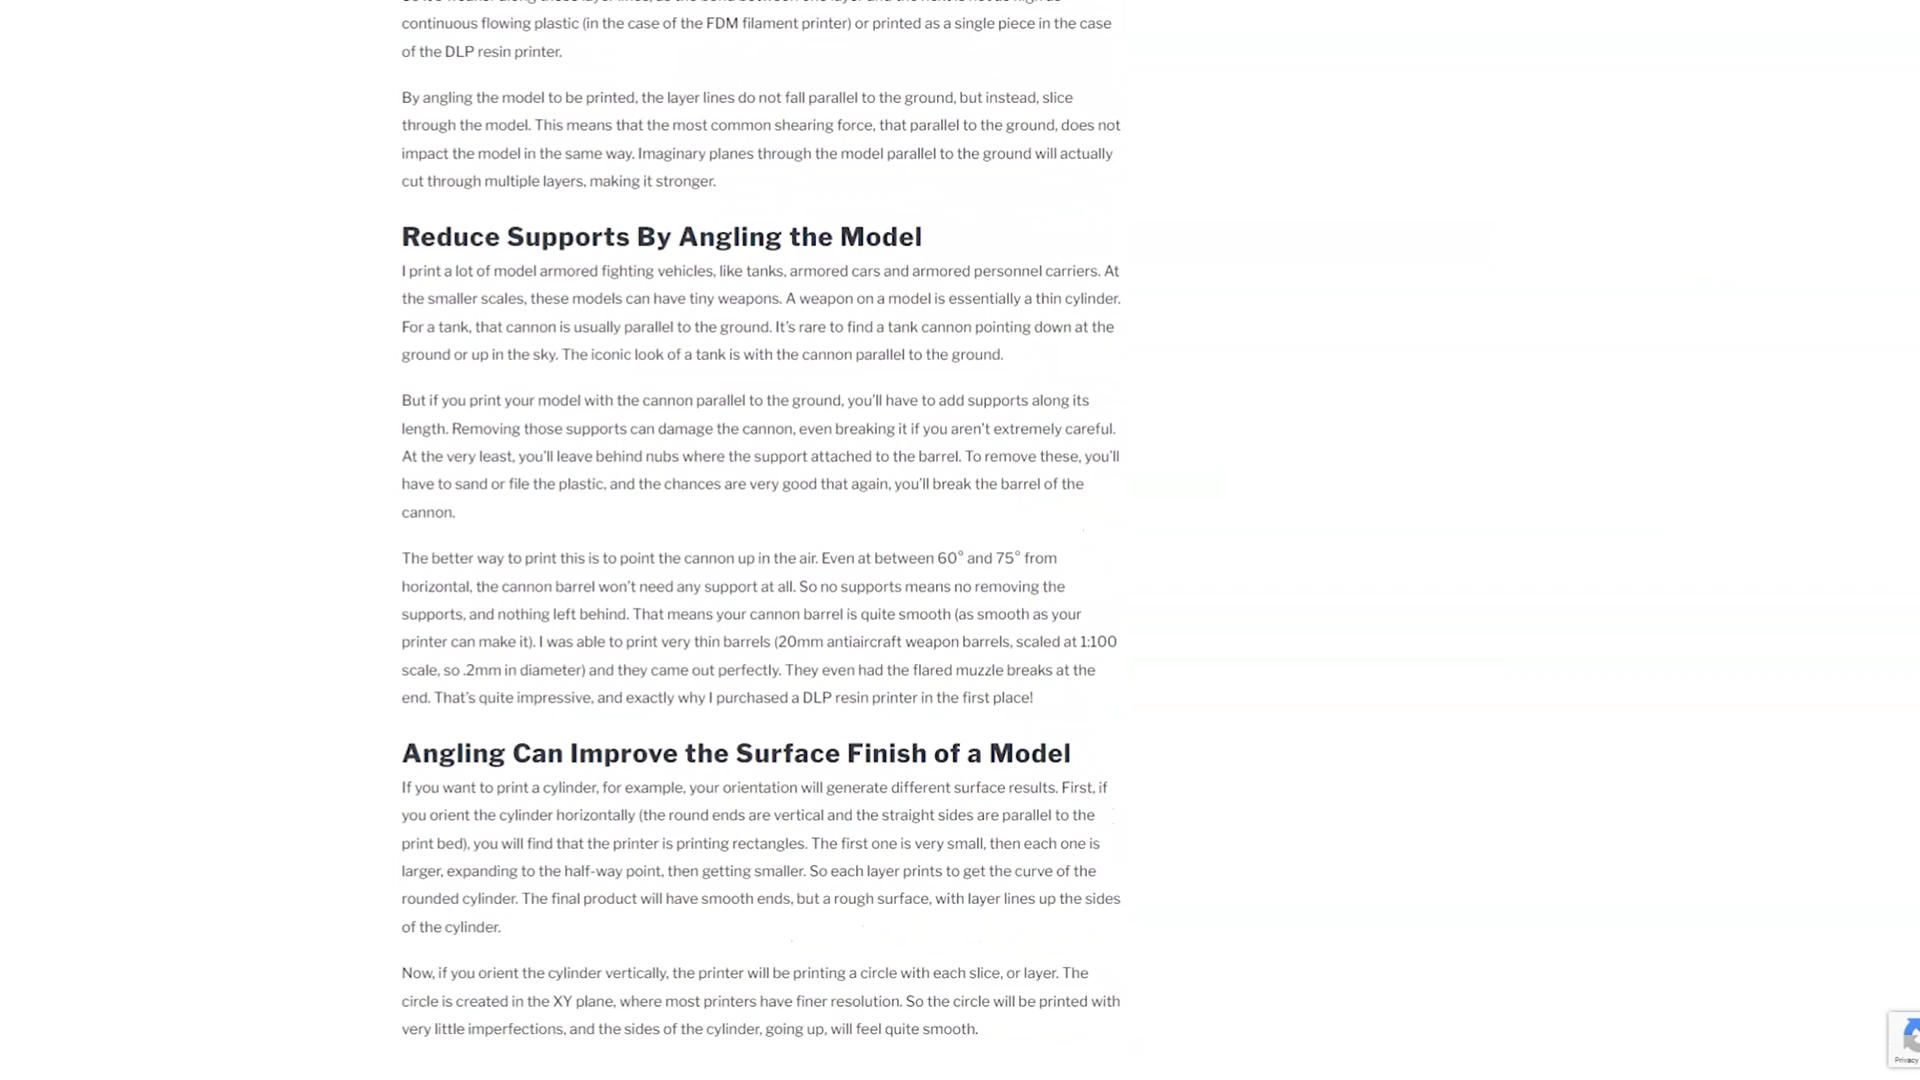 continuous flowing plastic (in the case of the FDM filament printer) or printed as a single piece in the case
of the DLP resin printer.
By angling the model to be printed, the layer lines do not fall parallel to the ground, but instead, slice
through the model. This means that the most common shearing force, that parallel to the ground, does not
impact the model in the same way. Imaginary planes through the model parallel to the ground will actually
cut through multiple layers, making it stronger.
Reduce Supports By Angling the Model
I print a lot of model armored fighting vehicles, like tanks, armored cars and armored personnel carriers. At
the smaller scales, these models can have tiny weapons. A weapon on a model is essentially a thin cylinder.
For a tank, that cannon is usually parallel to the ground. It's rare to find a tank cannon pointing down at the
ground or up in the sky. The iconic look of a tank is with the cannon parallel to the ground.
But if you print your model with the cannon parallel to the ground, you'll have to add supports along its
length. Removing those supports can damage the cannon, even breaking it if you aren't extremely careful.
At the very least, you'll leave behind nubs where the support attached to the barrel. To remove these, you'll
have to sand or file the plastic, and the chances are very good that again, you'll break the barrel of the
cannon.
The better way to print this is to point the cannon up in the air. Even at between 60° and 75° from
horizontal, the cannon barrel won't need any support at all. So no supports means no removing the
supports, and nothing left behind. That means your cannon barrel is quite smooth (as smooth as your
printer can make it). I was able to print very thin barrels (20mm antiaircraft weapon barrels, scaled at 1:100
scale, so .2mm in diameter) and they came out perfectly. They even had the flared muzzle breaks at the
end. That's quite impressive, and exactly why I purchased a DLP resin printer in the first place!
Angling Can Improve the Surface Finish of a Model
If you want to print a cylinder, for example, your orientation will generate different surface results. First, if
you orient the cylinder horizontally (the round ends are vertical and the straight sides are parallel to the
print bed), you will find that the printer is printing rectangles. The first one is very small, then each one is
larger, expanding to the half-way point, then getting smaller. So each layer prints to get the curve of the
rounded cylinder. The final product will have smooth ends, but a rough surface, with layer lines up the sides
of the cylinder.
Now, if you orient the cylinder vertically, the printer will be printing a circle with each slice, or layer. The
circle is created in the XY plane, where most printers have finer resolution. So the circle will be printed with
very little imperfections, and the sides of the cylinder, going up, will feel quite smooth.
Privacy